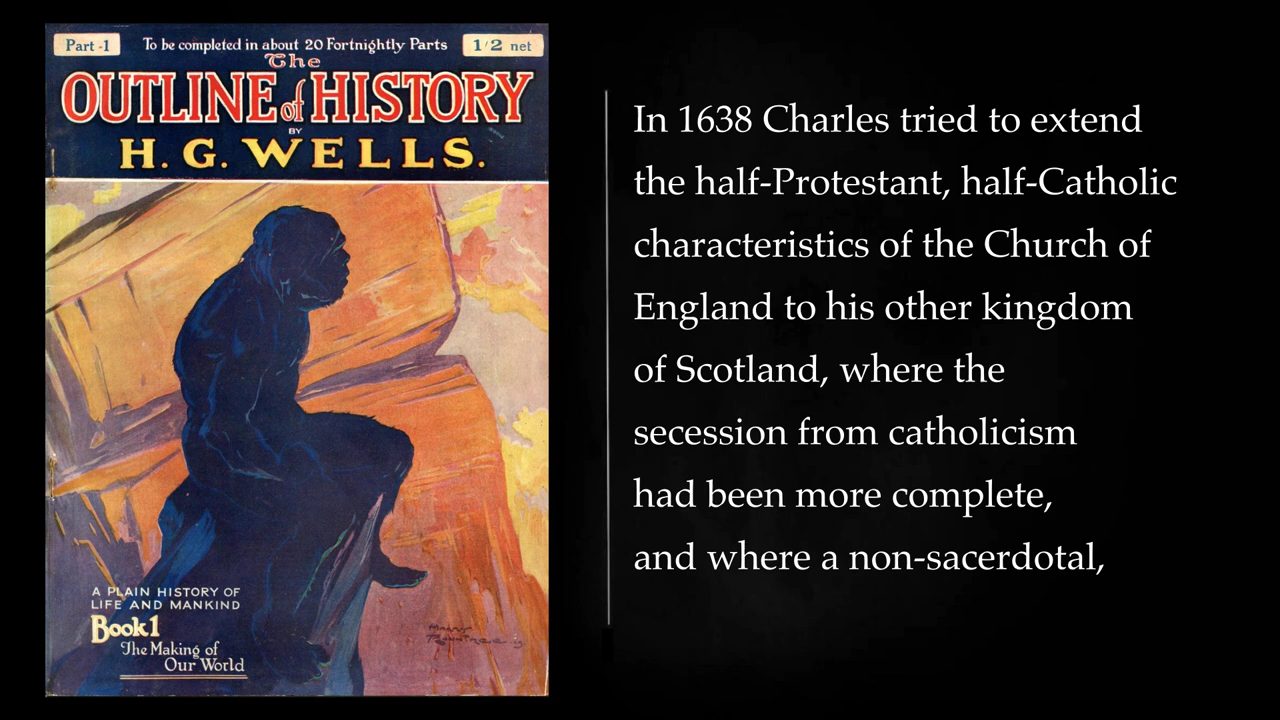 Part -1
To be completed in about 20 Fortnightly Parts
1/2 net
The
OUTLINE of HISTORY
BY
H. G. WELLS.
A PLAIN HISTORY OF
LIFE AND MANKIND
Book 1
The Making of
Our World
In 1638 Charles tried to extend
the half-Protestant, half-Catholic
characteristics of the Church of
England to his other kingdom
of Scotland, where the
secession from catholicism
had been more complete,
and where a non-sacerdotal,